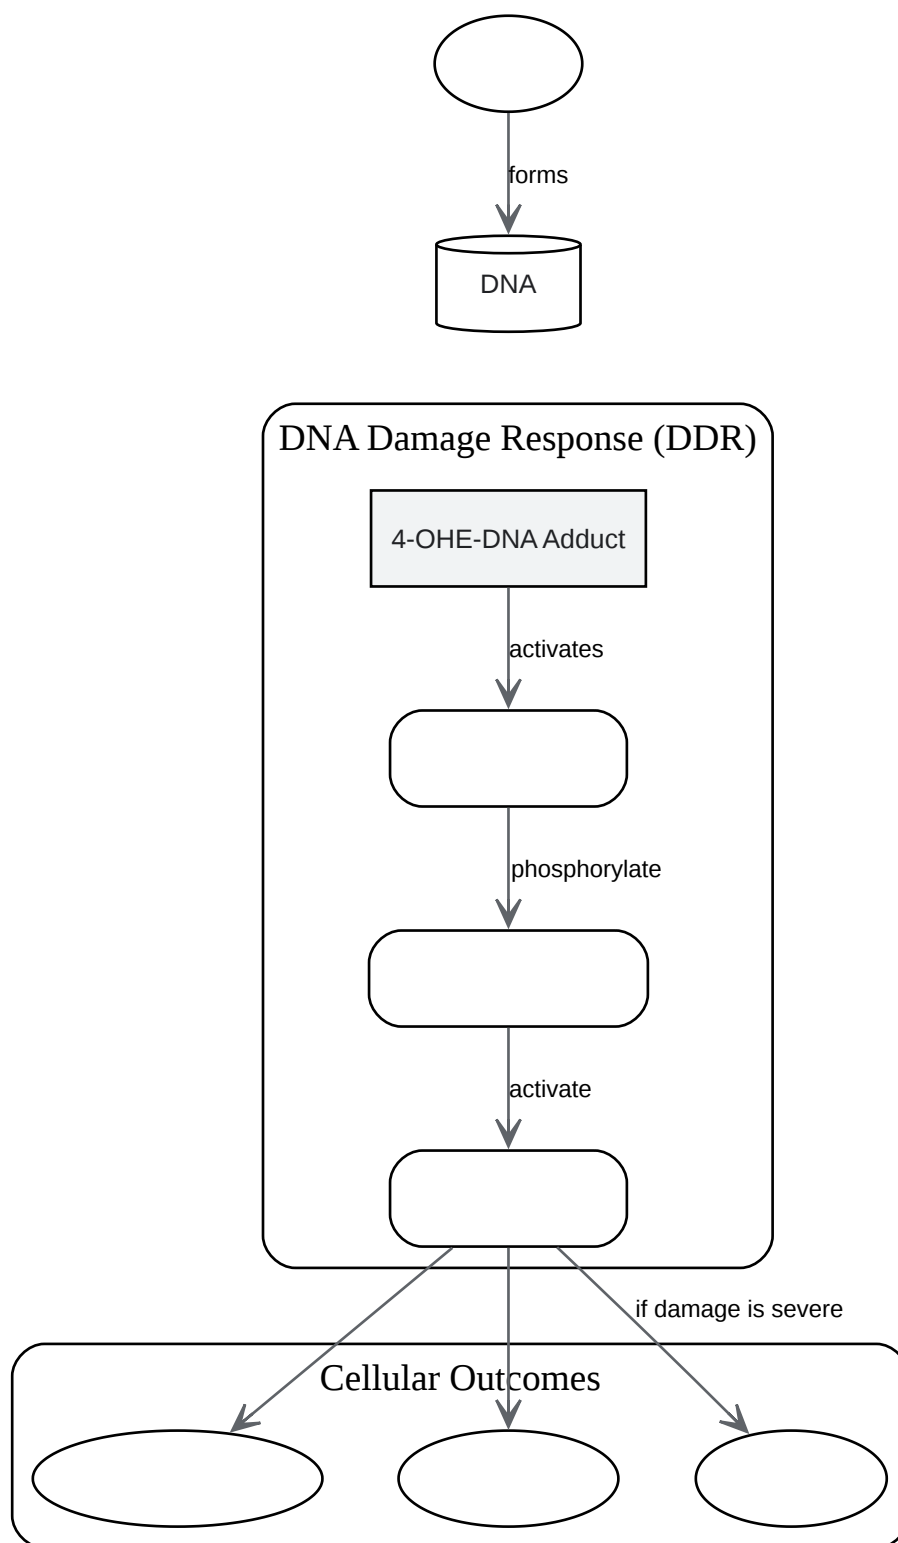 forms
DNA
DNA Damage Response (DDR)
4-OHE-DNA Adduct
activates
phosphorylate
activate
if damage is severe
Cellular Outcomes